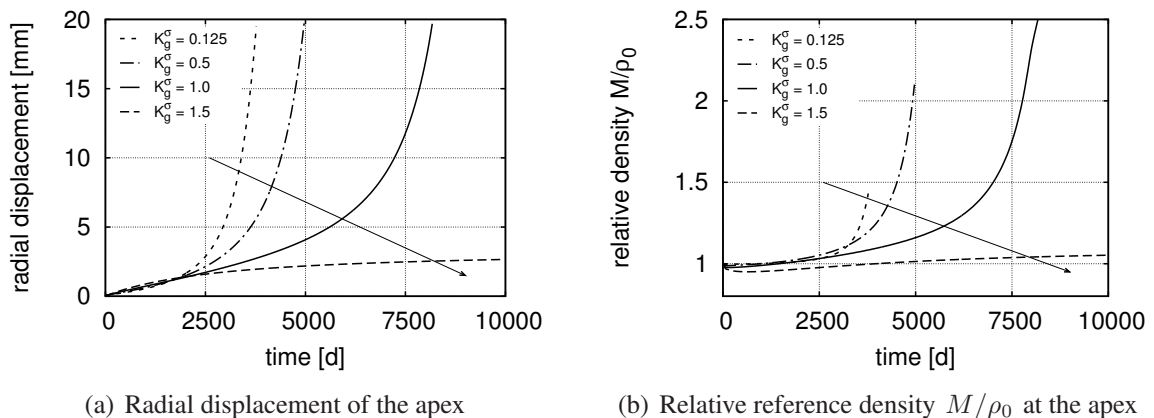 20
15
10
5
0
0
2500
5000
7500
10000
radial displacement [mm]
time [d]
K_g^σ = 0.125
K_g^σ = 0.5
K_g^σ = 1.0
K_g^σ = 1.5
(a) Radial displacement of the apex
2.5
2
1.5
1
0
2500
5000
7500
10000
relative density M/ρ₀
time [d]
K_g^σ = 0.125
K_g^σ = 0.5
K_g^σ = 1.0
K_g^σ = 1.5
(b) Relative reference density M/ρ₀ at the apex